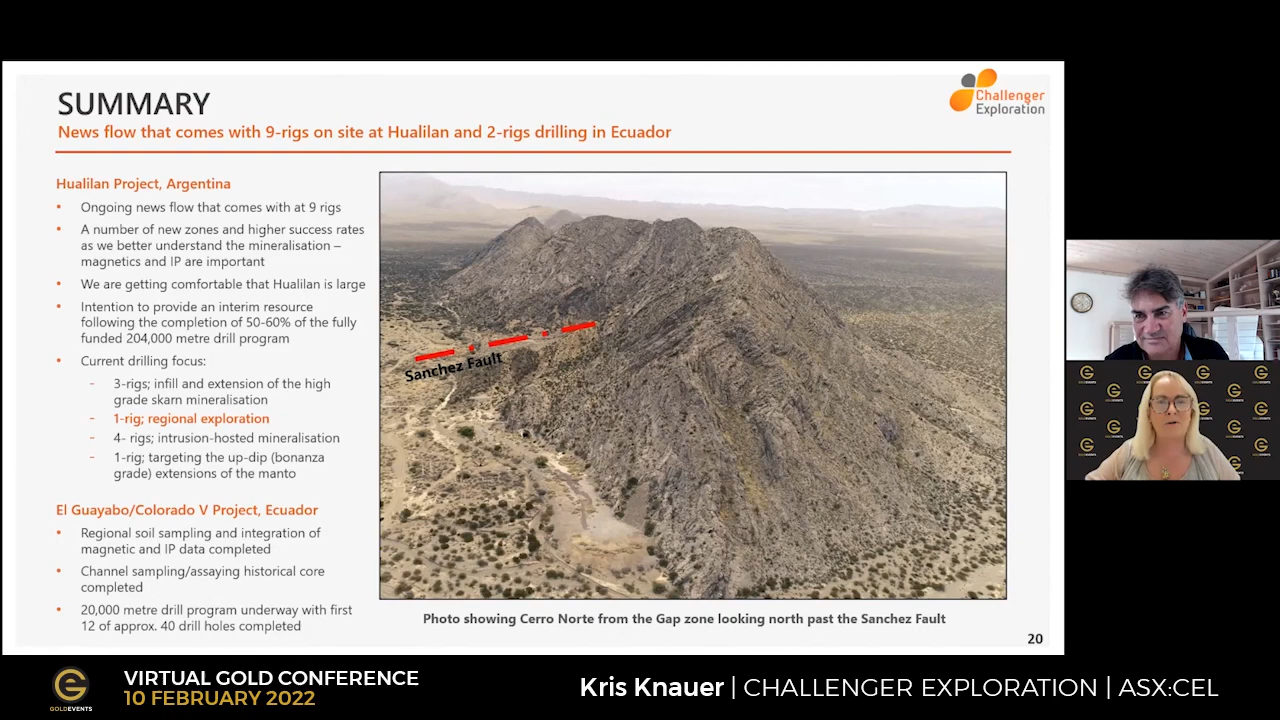 SUMMARY
News flow that comes with 9-rigs on site at Hualilan and 2-rigs drilling in Ecuador
Challenger
Exploration
Hualilan Project, Argentina
• Ongoing news flow that comes with at 9 rigs
• A number of new zones and higher success rates
as we better understand the mineralisation –
magnetics and IP are important
• We are getting comfortable that Hualilan is large
• Intention to provide an interim resource
following the completion of 50-60% of the fully
funded 204,000 metre drill program
• Current drilling focus:
- 3-rigs; infill and extension of the high
grade skarn mineralisation
- 1-rig; regional exploration
- 4- rigs; intrusion-hosted mineralisation
- 1-rig; targeting the up-dip (bonanza
grade) extensions of the manto
El Guayabo/Colorado V Project, Ecuador
• Regional soil sampling and integration of
magnetic and IP data completed
• Channel sampling/assaying historical core
completed
• 20,000 metre drill program underway with first
12 of approx. 40 drill holes completed
Sanchez Fault
Photo showing Cerro Norte from the Gap zone looking north past the Sanchez Fault
20
GOLDEVENTS
VIRTUAL GOLD CONFERENCE
10 FEBRUARY 2022
Kris Knauer | CHALLENGER EXPLORATION | ASX:CEL